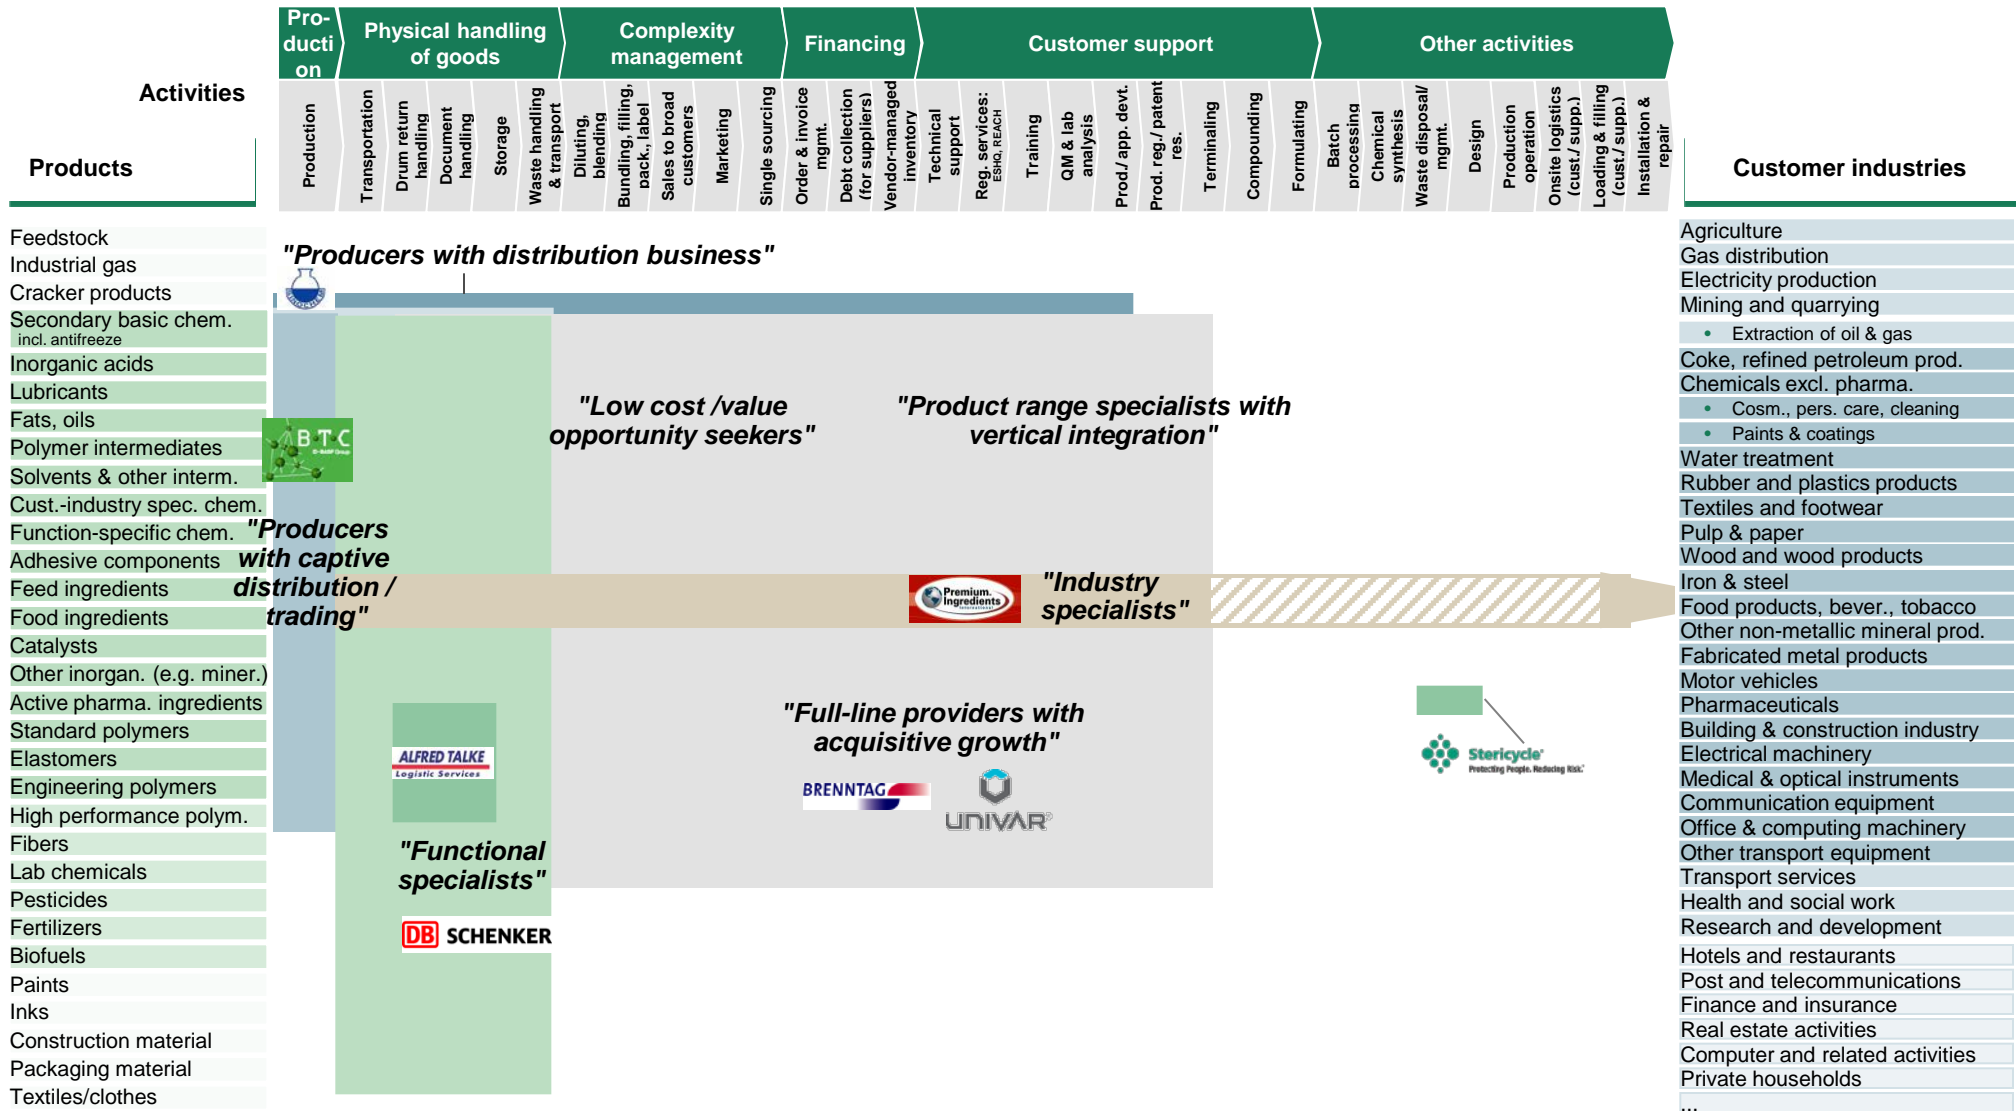 Pro-
ducti
on
Physical handling
of goods
Complexity
management
Financing
Customer support
Other activities
Activities
Products
Customer industries
Production
Transportation
Drum return
handling
Document
handling
Storage
Waste handling
& transport
Diluting,
blending
Bundling, filling,
pack., label
Sales to broad
customers
Marketing
Single sourcing
Order & invoice
mgmt.
Debt collection
(for suppliers)
Vendor-managed
inventory
Technical
support
Reg. services:
ESHQ, REACH
Training
QM & lab
analysis
Prod./ app. devt.
Prod. reg./ patent
res.
Terminaling
Compounding
Formulating
Batch
processing
Chemical
synthesis
Waste disposal/
mgmt.
Design
Production
operation
Onsite logistics
(cust./ supp.)
Loading & filling
(cust./ supp.)
Installation &
repair
Feedstock
Industrial gas
Cracker products
Secondary basic chem.
incl. antifreeze
Inorganic acids
Lubricants
Fats, oils
Polymer intermediates
Solvents & other interm.
Cust.-industry spec. chem.
Function-specific chem.
Adhesive components
Feed ingredients
Food ingredients
Catalysts
Other inorgan. (e.g. miner.)
Active pharma. ingredients
Standard polymers
Elastomers
Engineering polymers
High performance polym.
Fibers
Lab chemicals
Pesticides
Fertilizers
Biofuels
Paints
Inks
Construction material
Packaging material
Textiles/clothes
"Producers with distribution business"
"Low cost /value
opportunity seekers"
"Product range specialists with
vertical integration"
B·T·C
"Producers
with captive
distribution /
trading"
Premium.
Ingredients
International
"Industry
specialists"
"Full-line providers with
acquisitive growth"
BRENNTAG
UNIVAR®
ALFRED TALKE
Logistic Services
"Functional
specialists"
DB SCHENKER
Stericycle®
Protecting People. Reducing Risk.®
Agriculture
Gas distribution
Electricity production
Mining and quarrying
• Extraction of oil & gas
Coke, refined petroleum prod.
Chemicals excl. pharma.
• Cosm., pers. care, cleaning
• Paints & coatings
Water treatment
Rubber and plastics products
Textiles and footwear
Pulp & paper
Wood and wood products
Iron & steel
Food products, bever., tobacco
Other non-metallic mineral prod.
Fabricated metal products
Motor vehicles
Pharmaceuticals
Building & construction industry
Electrical machinery
Medical & optical instruments
Communication equipment
Office & computing machinery
Other transport equipment
Transport services
Health and social work
Research and development
Hotels and restaurants
Post and telecommunications
Finance and insurance
Real estate activities
Computer and related activities
Private households
...